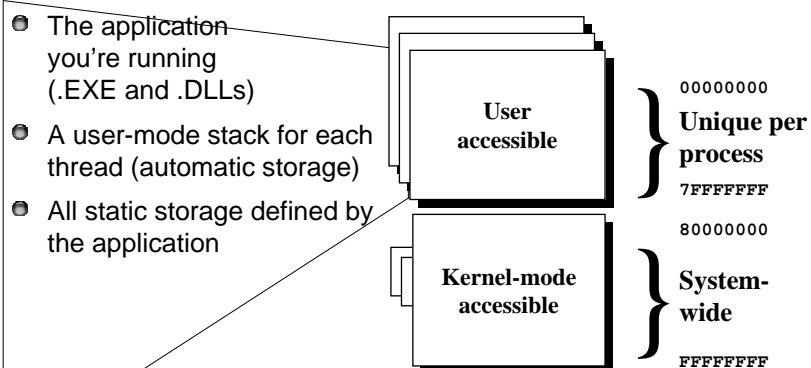 The application
you're running
(.EXE and .DLLs)
A user-mode stack for each
thread (automatic storage)
All static storage defined by
the application
User
accessible
00000000
Unique per
process
7FFFFFFF
80000000
Kernel-mode
accessible
System-
wide
FFFFFFFF